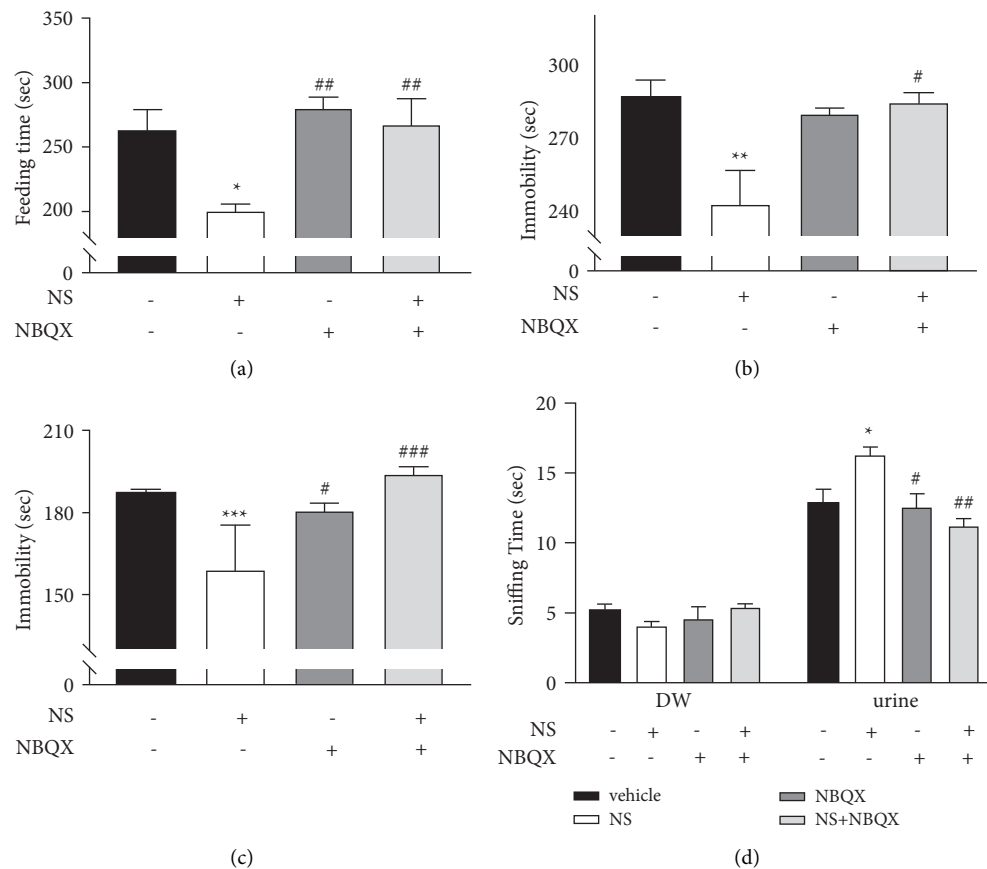 350
300
250
200
0
Feeding time (sec)
*
##
##
NS - + - +
NBQX - - + +
(a)
300
270
240
0
Immobility (sec)
**
#
NS - + - +
NBQX - - + +
(b)
210
180
150
0
Immobility (sec)
***
#
###
NS - + - +
NBQX - - + +
(c)
20
15
10
5
0
Sniffing Time (sec)
*
#
##
DW urine
NS - + - + - + - +
NBQX - - + + - - + +
vehicle NBQX
NS NS+NBQX
(d)